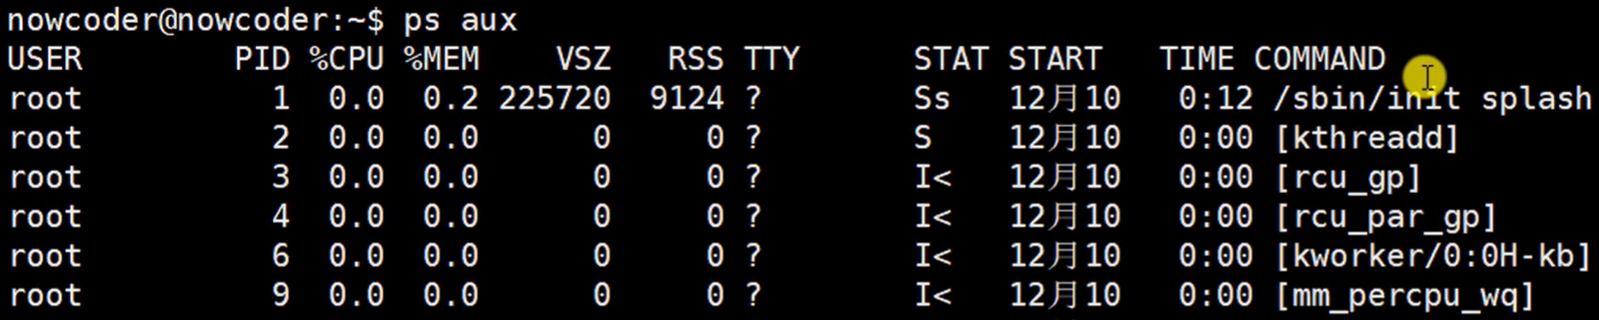 nowcoder@nowcoder:~$ ps aux
USER PID %CPU %MEM VSZ RSS TTY STAT START TIME COMMAND
root 1 0.0 0.2 225720 9124 ? Ss 12月10 0:12 /sbin/init splash
root 2 0.0 0.0 0 0 ? S 12月10 0:00 [kthreadd]
root 3 0.0 0.0 0 0 ? I< 12月10 0:00 [rcu_gp]
root 4 0.0 0.0 0 0 ? I< 12月10 0:00 [rcu_par_gp]
root 6 0.0 0.0 0 0 ? I< 12月10 0:00 [kworker/0:0H-kb]
root 9 0.0 0.0 0 0 ? I< 12月10 0:00 [mm_percpu_wq]